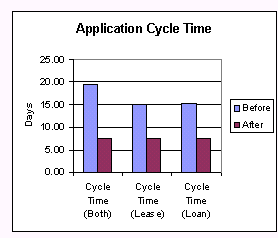 Application Cycle Time
25.00
20.00
15.00
10.00
5.00
0.00
Days
Cycle Time (Both)
Cycle Time (Lease)
Cycle Time (Loan)
Before
After